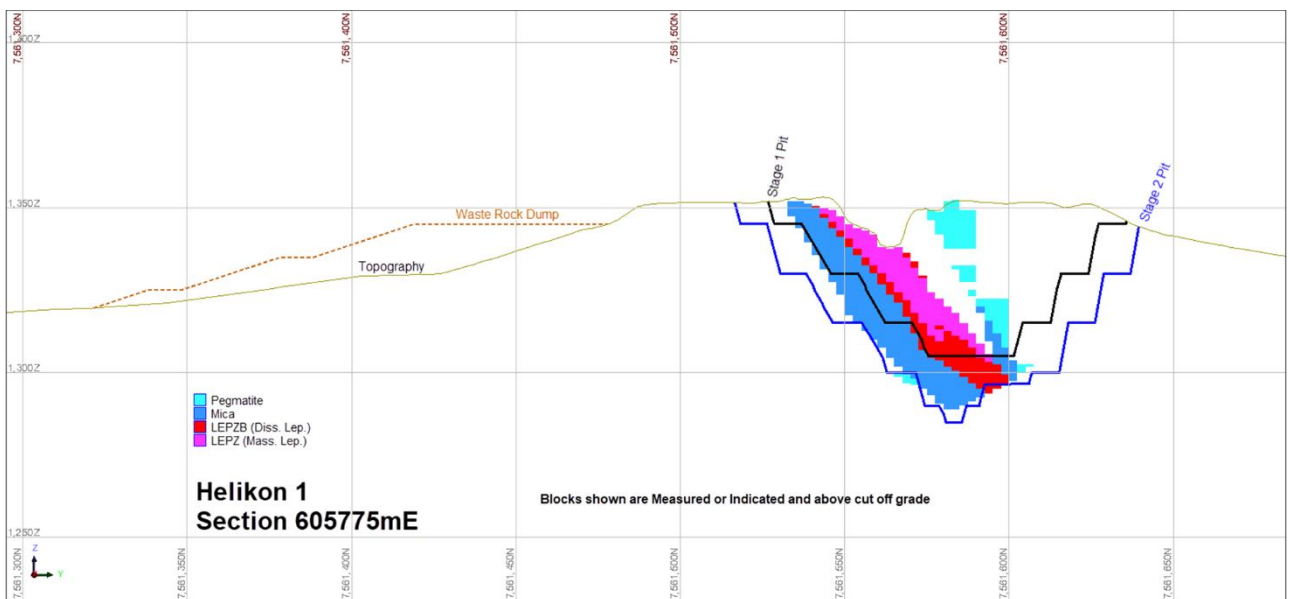 7,561,300N
7,561,400N
7,561,500N
7,561,600N
1,300Z
Stage 1 Pit
Stage 2 Pit
1,350Z
Waste Rock Dump
Topography
1,300Z
Pegmatite
Mica
LEPZB (Diss. Lep.)
LEPZ (Mass. Lep.)
Helikon 1
Section 605775mE
Blocks shown are Measured or Indicated and above cut off grade
1,250Z
Z
Y
7,561,300N
7,561,350N
7,561,400N
7,561,450N
7,561,500N
7,561,550N
7,561,600N
7,561,650N